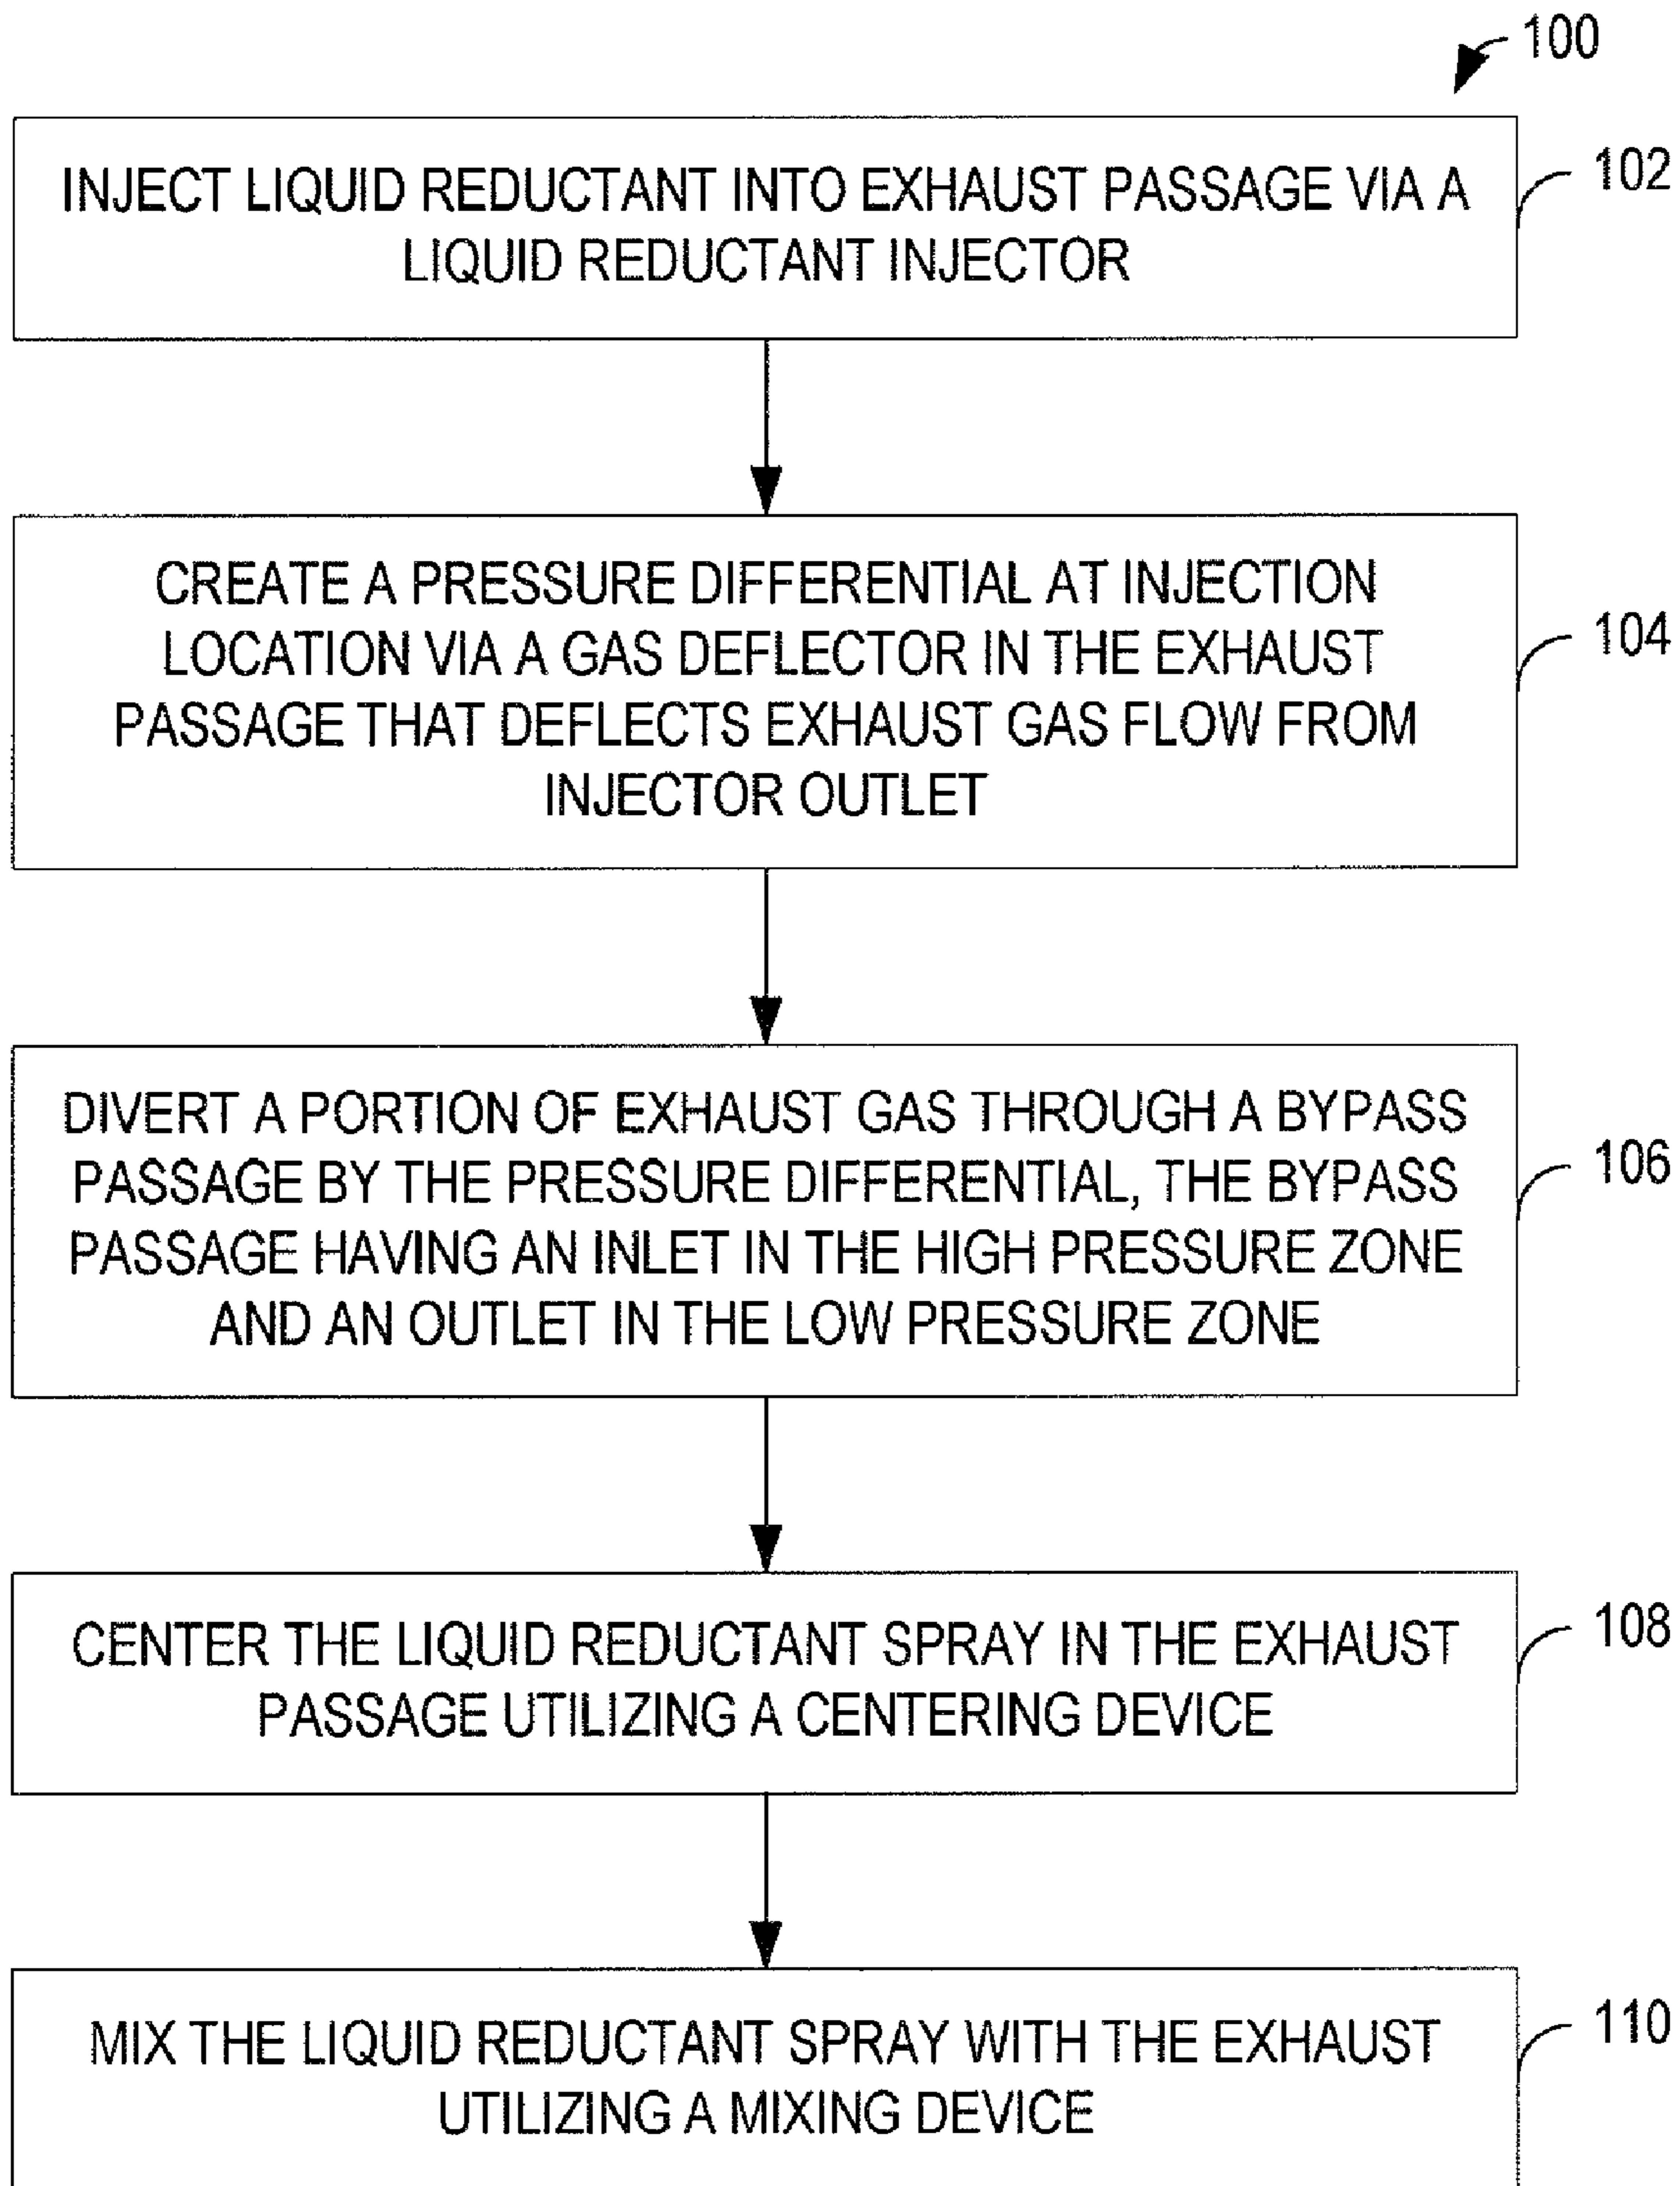 100
INJECT LIQUID REDUCTANT INTO EXHAUST PASSAGE VIA A
LIQUID REDUCTANT INJECTOR
102
CREATE A PRESSURE DIFFERENTIAL AT INJECTION
LOCATION VIA A GAS DEFLECTOR IN THE EXHAUST
PASSAGE THAT DEFLECTS EXHAUST GAS FLOW FROM
INJECTOR OUTLET
104
DIVERT A PORTION OF EXHAUST GAS THROUGH A BYPASS
PASSAGE BY THE PRESSURE DIFFERENTIAL, THE BYPASS
PASSAGE HAVING AN INLET IN THE HIGH PRESSURE ZONE
AND AN OUTLET IN THE LOW PRESSURE ZONE
106
CENTER THE LIQUID REDUCTANT SPRAY IN THE EXHAUST
PASSAGE UTILIZING A CENTERING DEVICE
108
MIX THE LIQUID REDUCTANT SPRAY WITH THE EXHAUST
UTILIZING A MIXING DEVICE
110